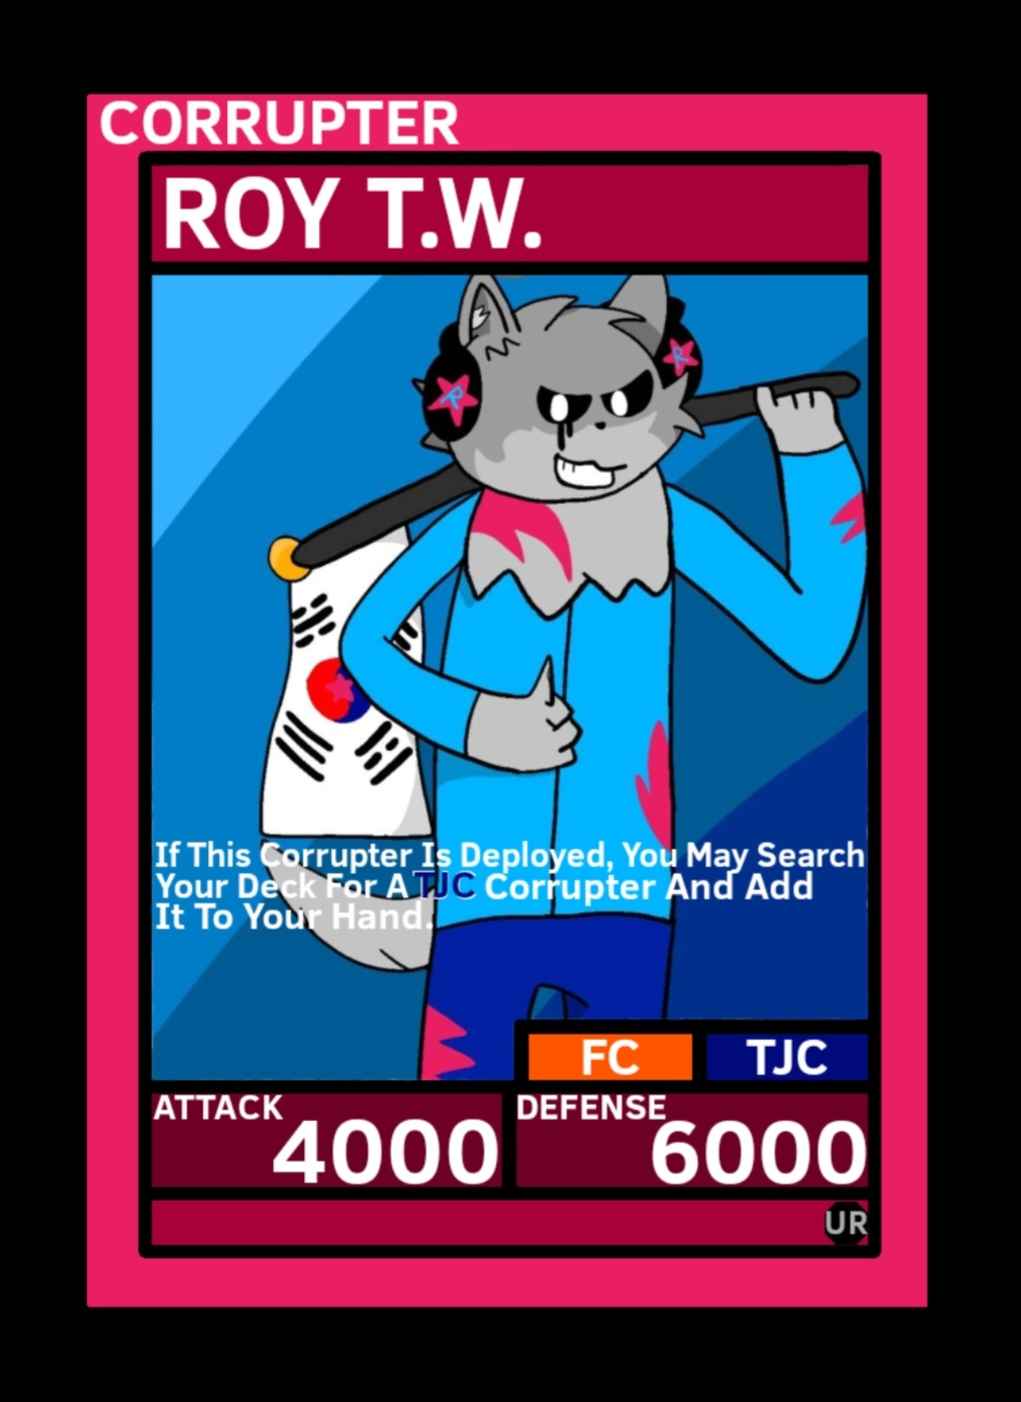 CORRUPTER
ROY T.W.
R
R
If This Corrupter Is Deployed, You May Search
Your Deck For A TJC Corrupter And Add
It To Your Hand.
FC
TJC
ATTACK
4000
DEFENSE
6000
UR